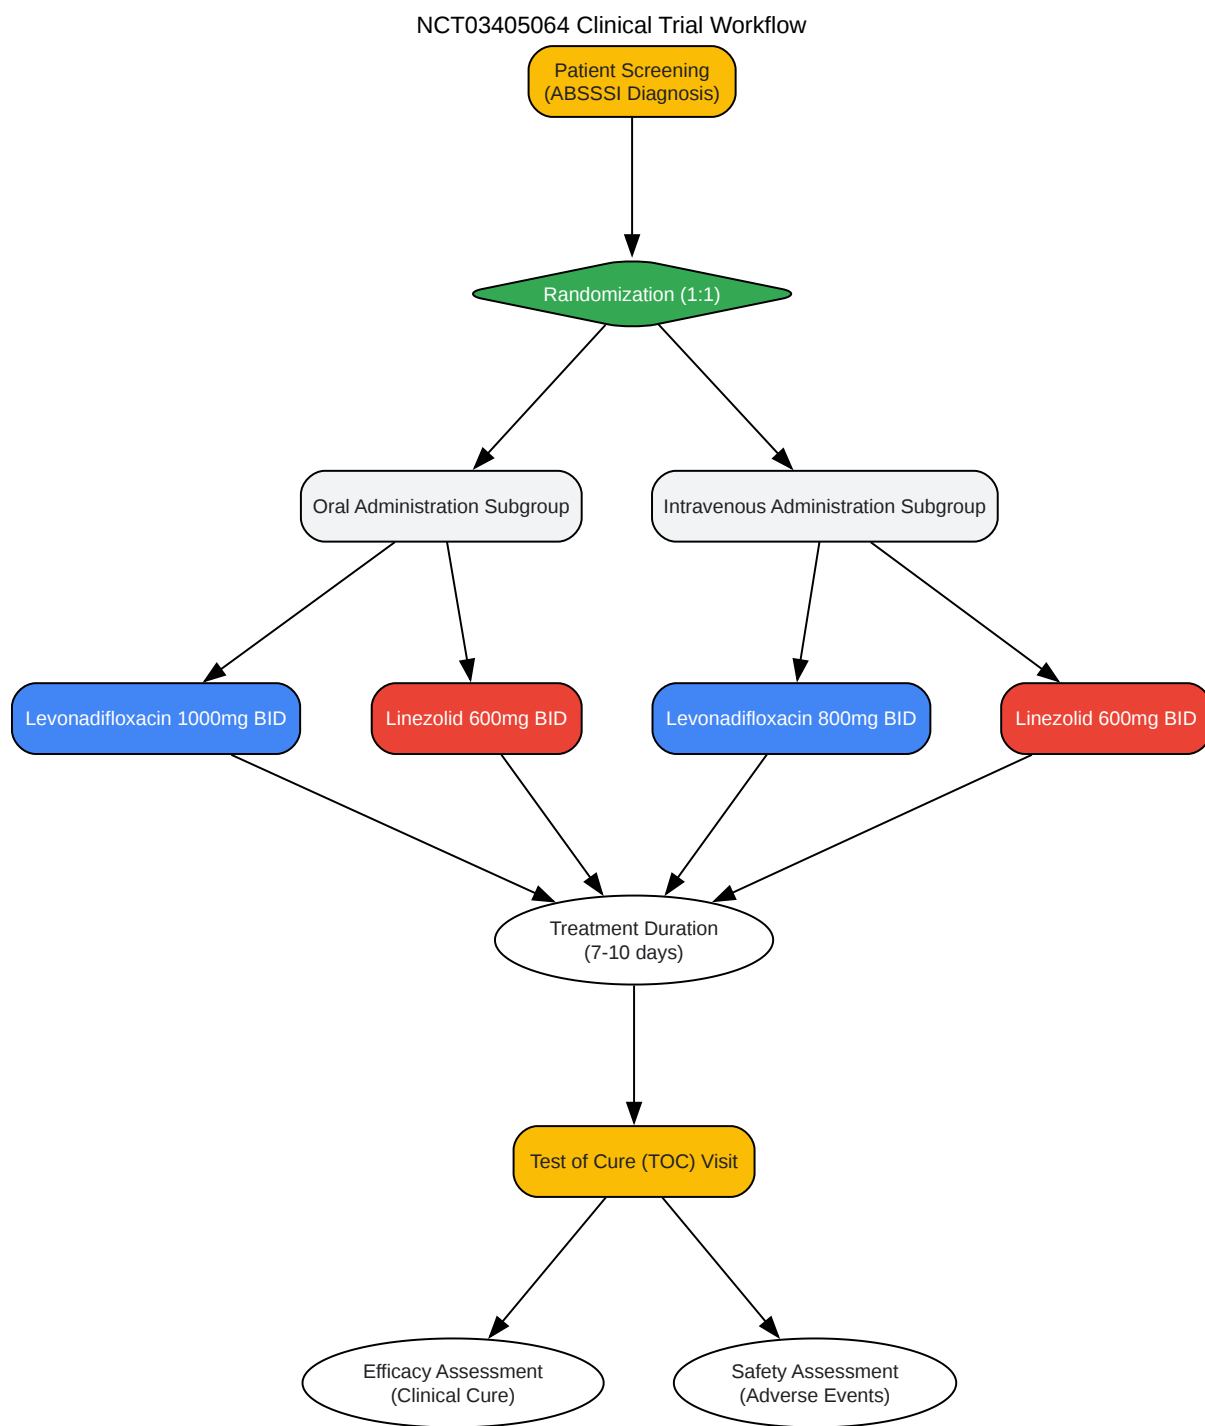 NCT03405064 Clinical Trial Workflow
Patient Screening
(ABSSSI Diagnosis)
Randomization (1:1)
Oral Administration Subgroup
Intravenous Administration Subgroup
Levonadifloxacin 1000mg BID
Linezolid 600mg BID
Levonadifloxacin 800mg BID
Linezolid 600mg BID
Treatment Duration
(7-10 days)
Test of Cure (TOC) Visit
Efficacy Assessment
(Clinical Cure)
Safety Assessment
(Adverse Events)